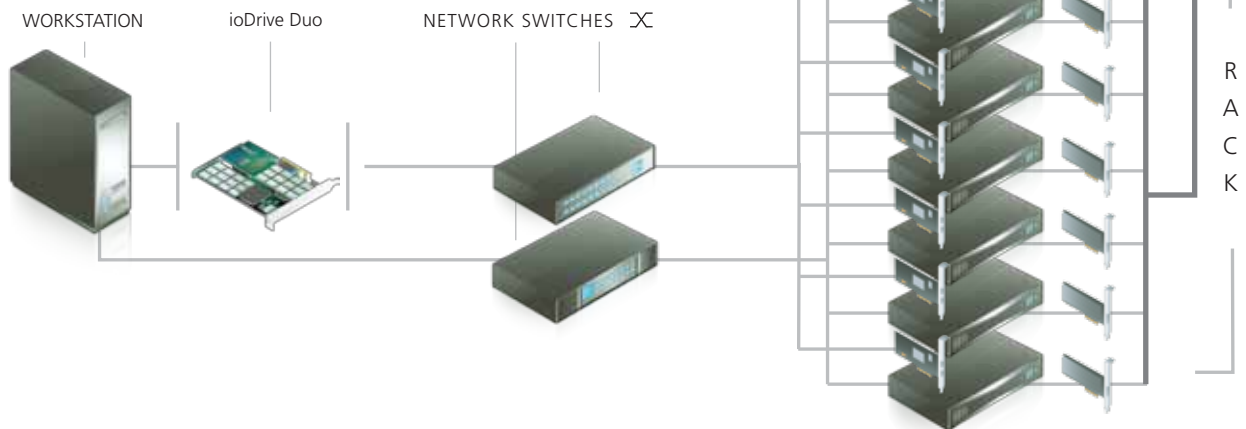 WORKSTATION
ioDrive Duo
NETWORK SWITCHES
R
A
C
K